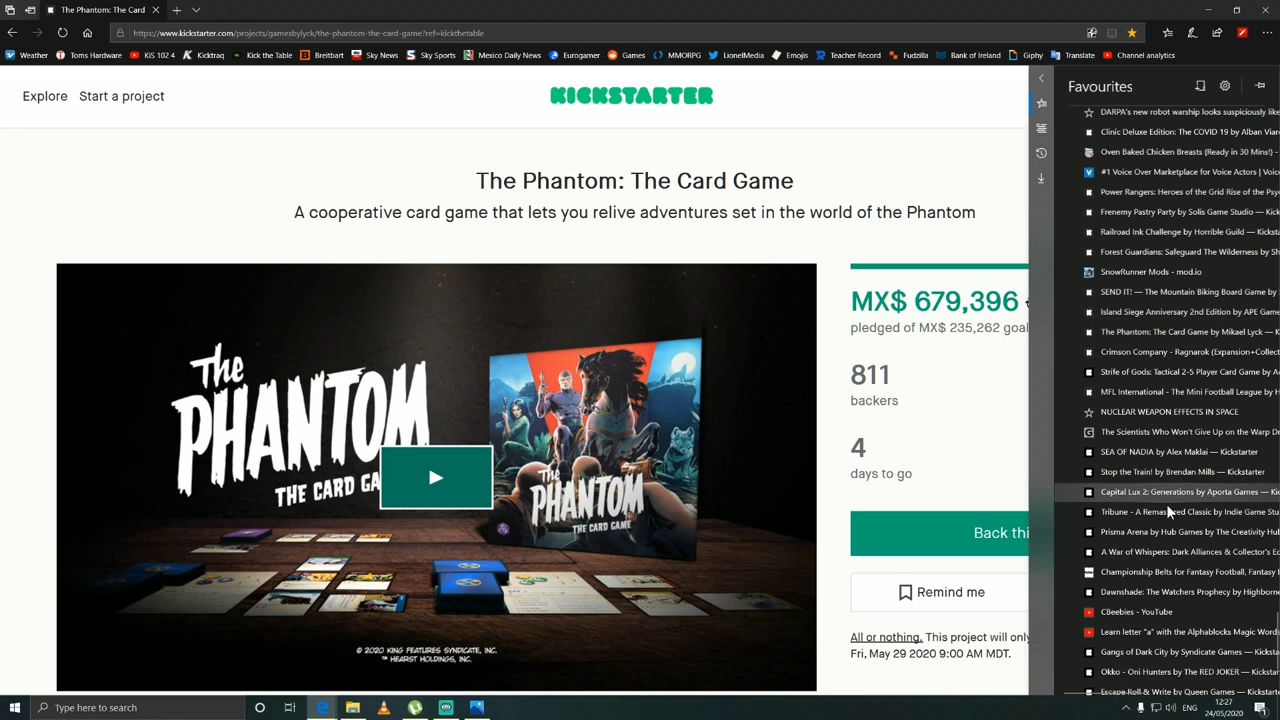 The Phantom: The Card
https://www.kickstarter.com/projects/gamesbylyck/the-phantom-the-card-game?ref=kickthetable
Weather Toms Hardware KiS 102 4 Kicktraq Kick the Table Breitbart Sky News Sky Sports Mexico Daily News Eurogamer Games MMORPG LionelMedia Emojis Teacher Record Fudzilla Bank of Ireland Giphy Translate Channel analytics
Explore Start a project
KICKSTARTER
The Phantom: The Card Game
A cooperative card game that lets you relive adventures set in the world of the Phantom
The
PHANTOM
THE CARD GA
The
PHANTOM
THE CARD GAME
© 2020 KING FEATURES SYNDICATE, INC.
™ HEARST HOLDINGS, INC.
MX$ 679,396
pledged of MX$ 235,262 goal
811
backers
4
days to go
Back thi
Remind me
All or nothing. This project will only
Fri, May 29 2020 9:00 AM MDT.
Favourites
DARPA's new robot warship looks suspiciously like
Clinic Deluxe Edition: The COVID 19 by Alban Viar
Oven Baked Chicken Breasts {Ready in 30 Mins!} -
#1 Voice Over Marketplace for Voice Actors | Voic
Power Rangers: Heroes of the Grid Rise of the Psy
Frenemy Pastry Party by Solis Game Studio — Kick
Railroad Ink Challenge by Horrible Guild — Kickst
Forest Guardians: Safeguard The Wilderness by Sh
SnowRunner Mods - mod.io
SEND IT! — The Mountain Biking Board Game by
Island Siege Anniversary 2nd Edition by APE Game
The Phantom: The Card Game by Mikael Lyck — K
Crimson Company - Ragnarok (Expansion+Collect
Strife of Gods: Tactical 2-5 Player Card Game by A
MFL International - The Mini Football League by H
NUCLEAR WEAPON EFFECTS IN SPACE
The Scientists Who Won't Give Up on the Warp Dr
SEA OF NADIA by Alex Maklai — Kickstarter
Stop the Train! by Brendan Mills — Kickstarter
Capital Lux 2: Generations by Aporta Games — Kic
Tribune - A Remastered Classic by Indie Game Stu
Prisma Arena by Hub Games by The Creativity Hub
A War of Whispers: Dark Alliances & Collector's E
Championship Belts for Fantasy Football, Fantasy B
Dawnshade: The Watchers Prophecy by Highborne
CBeebies - YouTube
Learn letter "a" with the Alphablocks Magic Words
Gangs of Dark City by Syndicate Games — Kicksta
Okko - Oni Hunters by The RED JOKER — Kickstar
Escape Roll & Write by Queen Games — Kickstarte
Type here to search
ENG
12:27
24/05/2020
1